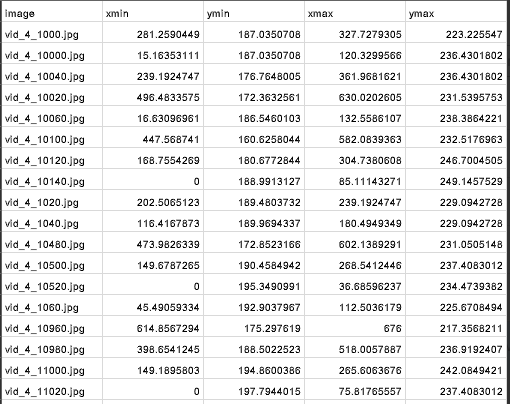 image xmin ymin xmax ymax
vid_4_1000.jpg 281.2590449 187.0350708 327.7279305 223.225547
vid_4_10000.jpg 15.16353111 187.0350708 120.3299566 236.4301802
vid_4_10040.jpg 239.1924747 176.7648005 361.9681621 236.4301802
vid_4_10020.jpg 496.4833575 172.3632561 630.0202605 231.5395753
vid_4_10060.jpg 16.63096961 186.5460103 132.5586107 238.3864221
vid_4_10100.jpg 447.568741 160.6258044 582.0839363 232.5176963
vid_4_10120.jpg 168.7554269 180.6772844 304.7380608 246.7004505
vid_4_10140.jpg 0 188.9913127 85.11143271 249.1457529
vid_4_1020.jpg 202.5065123 189.4803732 239.1924747 229.0942728
vid_4_1040.jpg 116.4167873 189.9694337 180.4949349 229.0942728
vid_4_10480.jpg 473.9826339 172.8523166 602.1389291 231.0505148
vid_4_10500.jpg 149.6787265 190.4584942 268.5412446 237.4083012
vid_4_10520.jpg 0 195.3490991 36.68596237 234.4739382
vid_4_1060.jpg 45.49059334 192.9037967 112.5036179 225.6708494
vid_4_10960.jpg 614.8567294 175.297619 676 217.3568211
vid_4_10980.jpg 398.6541245 188.5022523 518.0057887 236.9192407
vid_4_11000.jpg 149.1895803 194.8600386 265.6063676 242.0849421
vid_4_11020.jpg 0 197.7944015 75.81765557 237.4083012